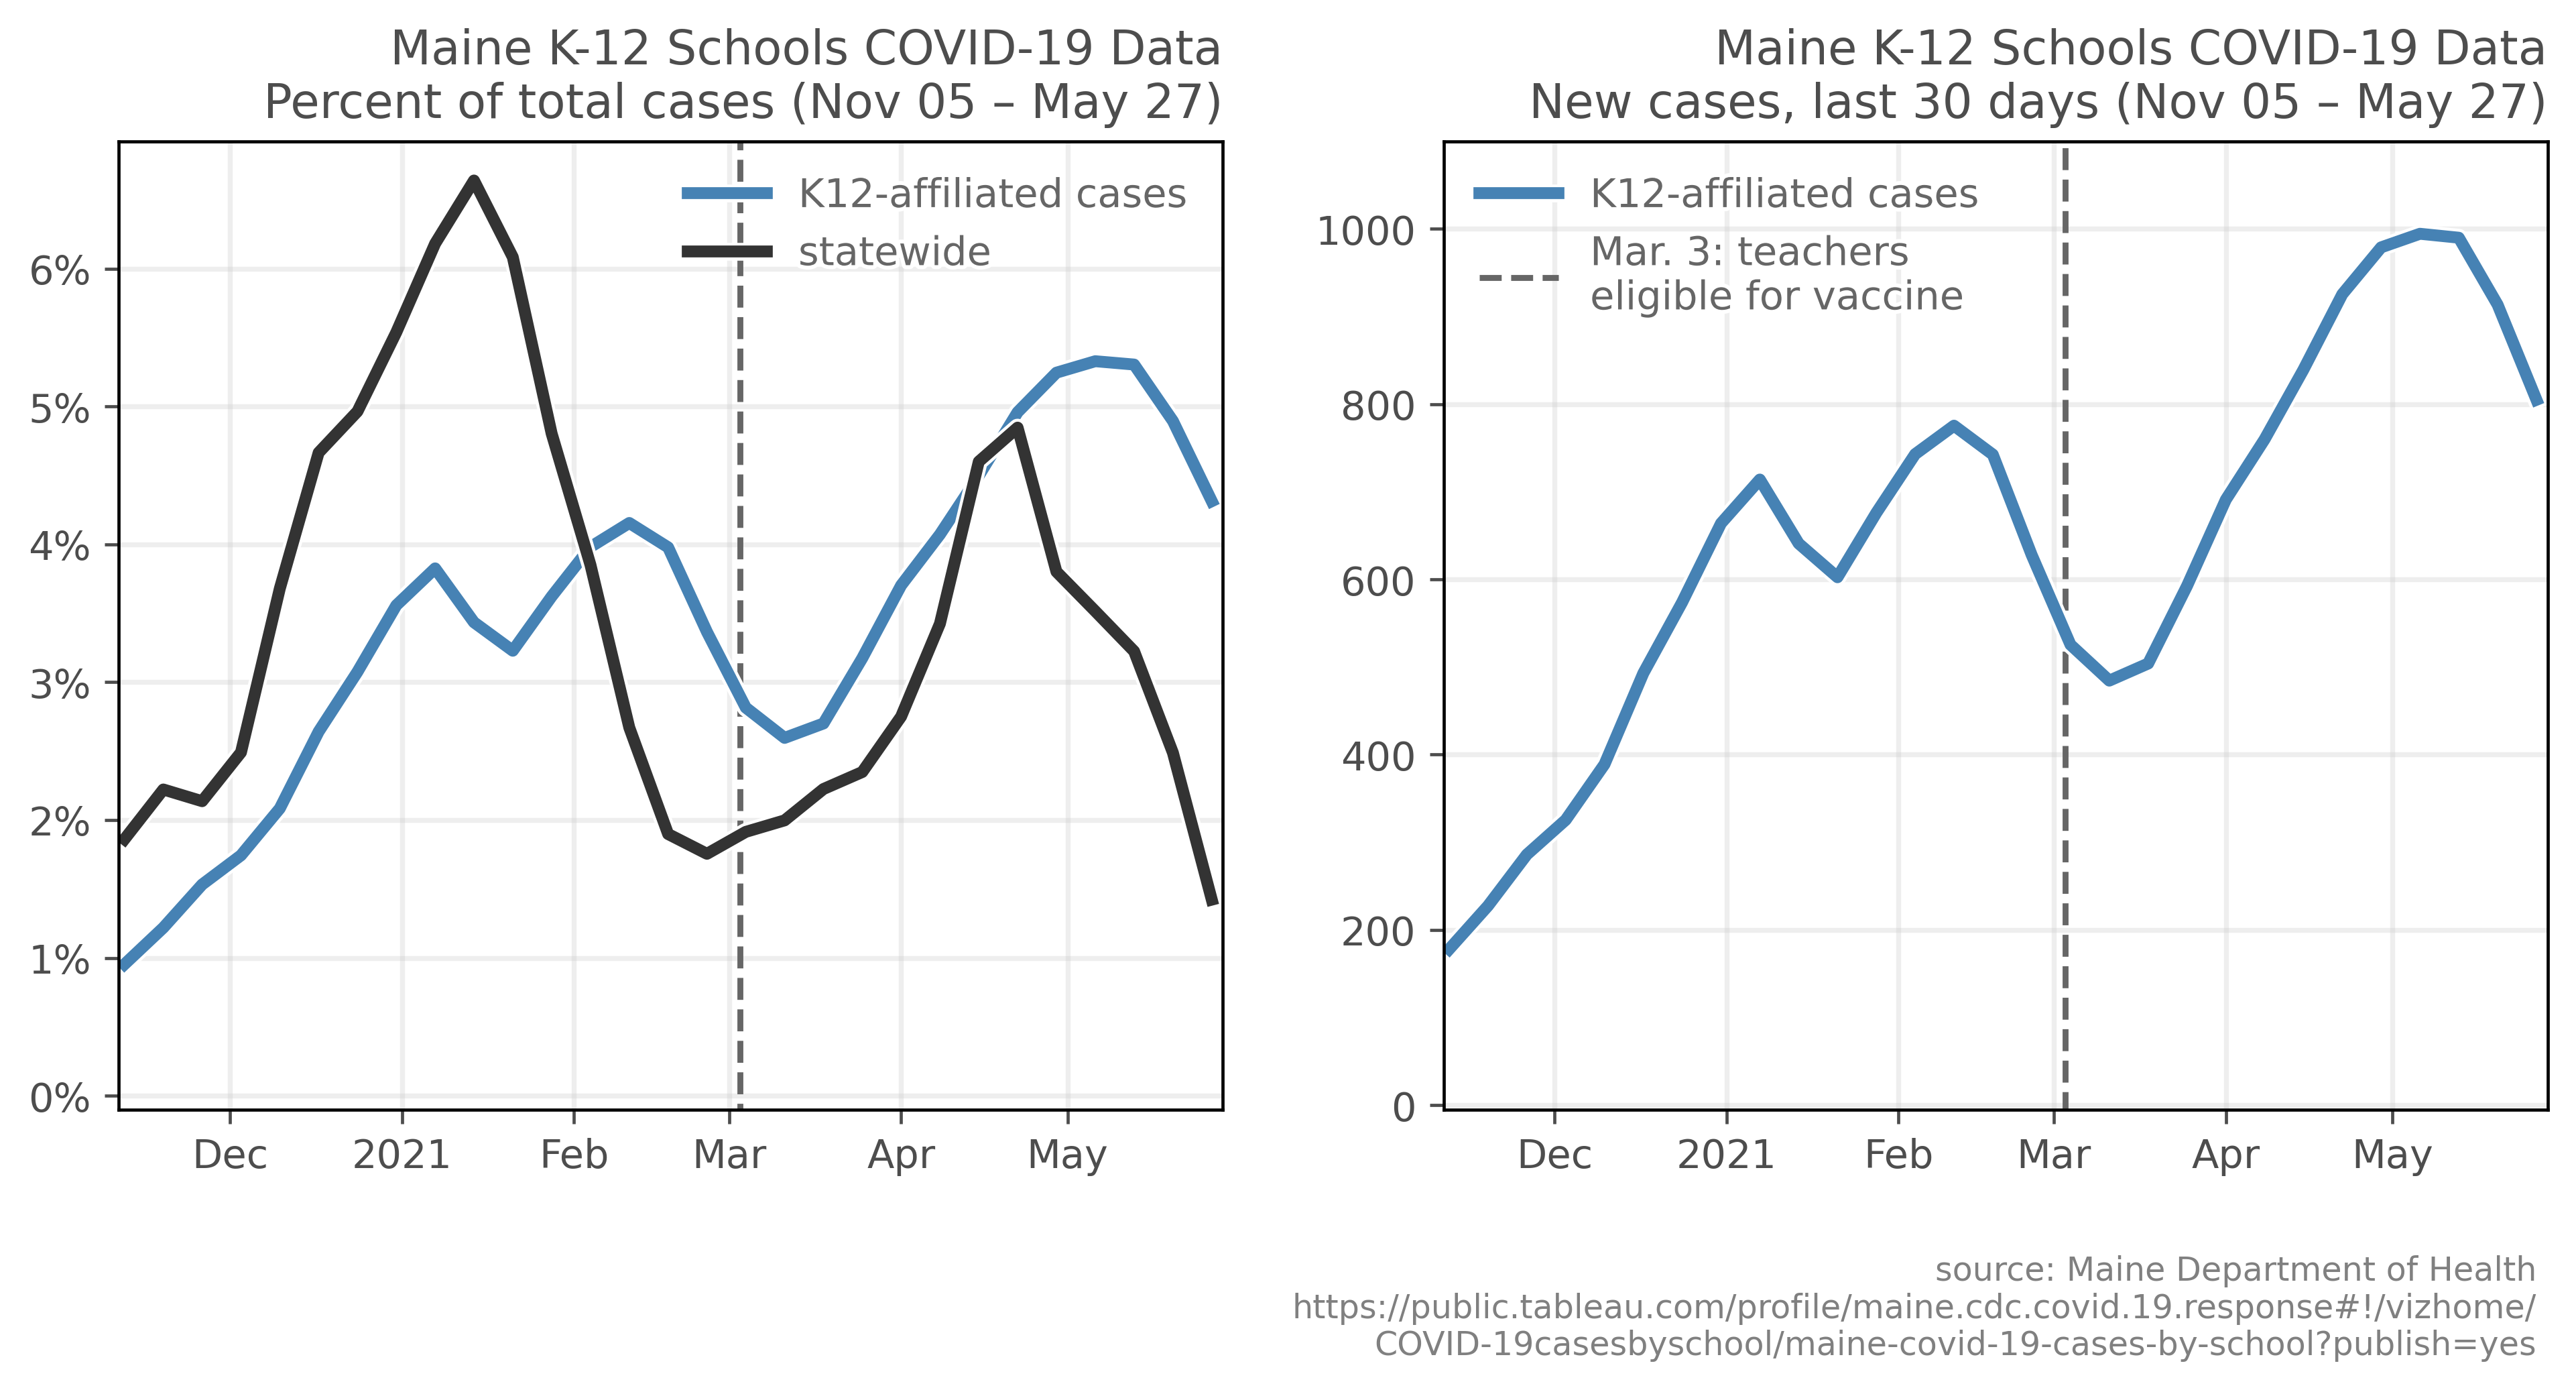 Maine K-12 Schools COVID-19 Data
Percent of total cases (Nov 05 – May 27)
K12-affiliated cases
statewide
6%
5%
4%
3%
2%
1%
0%
Dec 2021 Feb Mar Apr May
Maine K-12 Schools COVID-19 Data
New cases, last 30 days (Nov 05 – May 27)
K12-affiliated cases
Mar. 3: teachers
eligible for vaccine
1000
800
600
400
200
0
Dec 2021 Feb Mar Apr May
source: Maine Department of Health
https://public.tableau.com/profile/maine.cdc.covid.19.response#!/vizhome/
COVID-19casesbyschool/maine-covid-19-cases-by-school?publish=yes